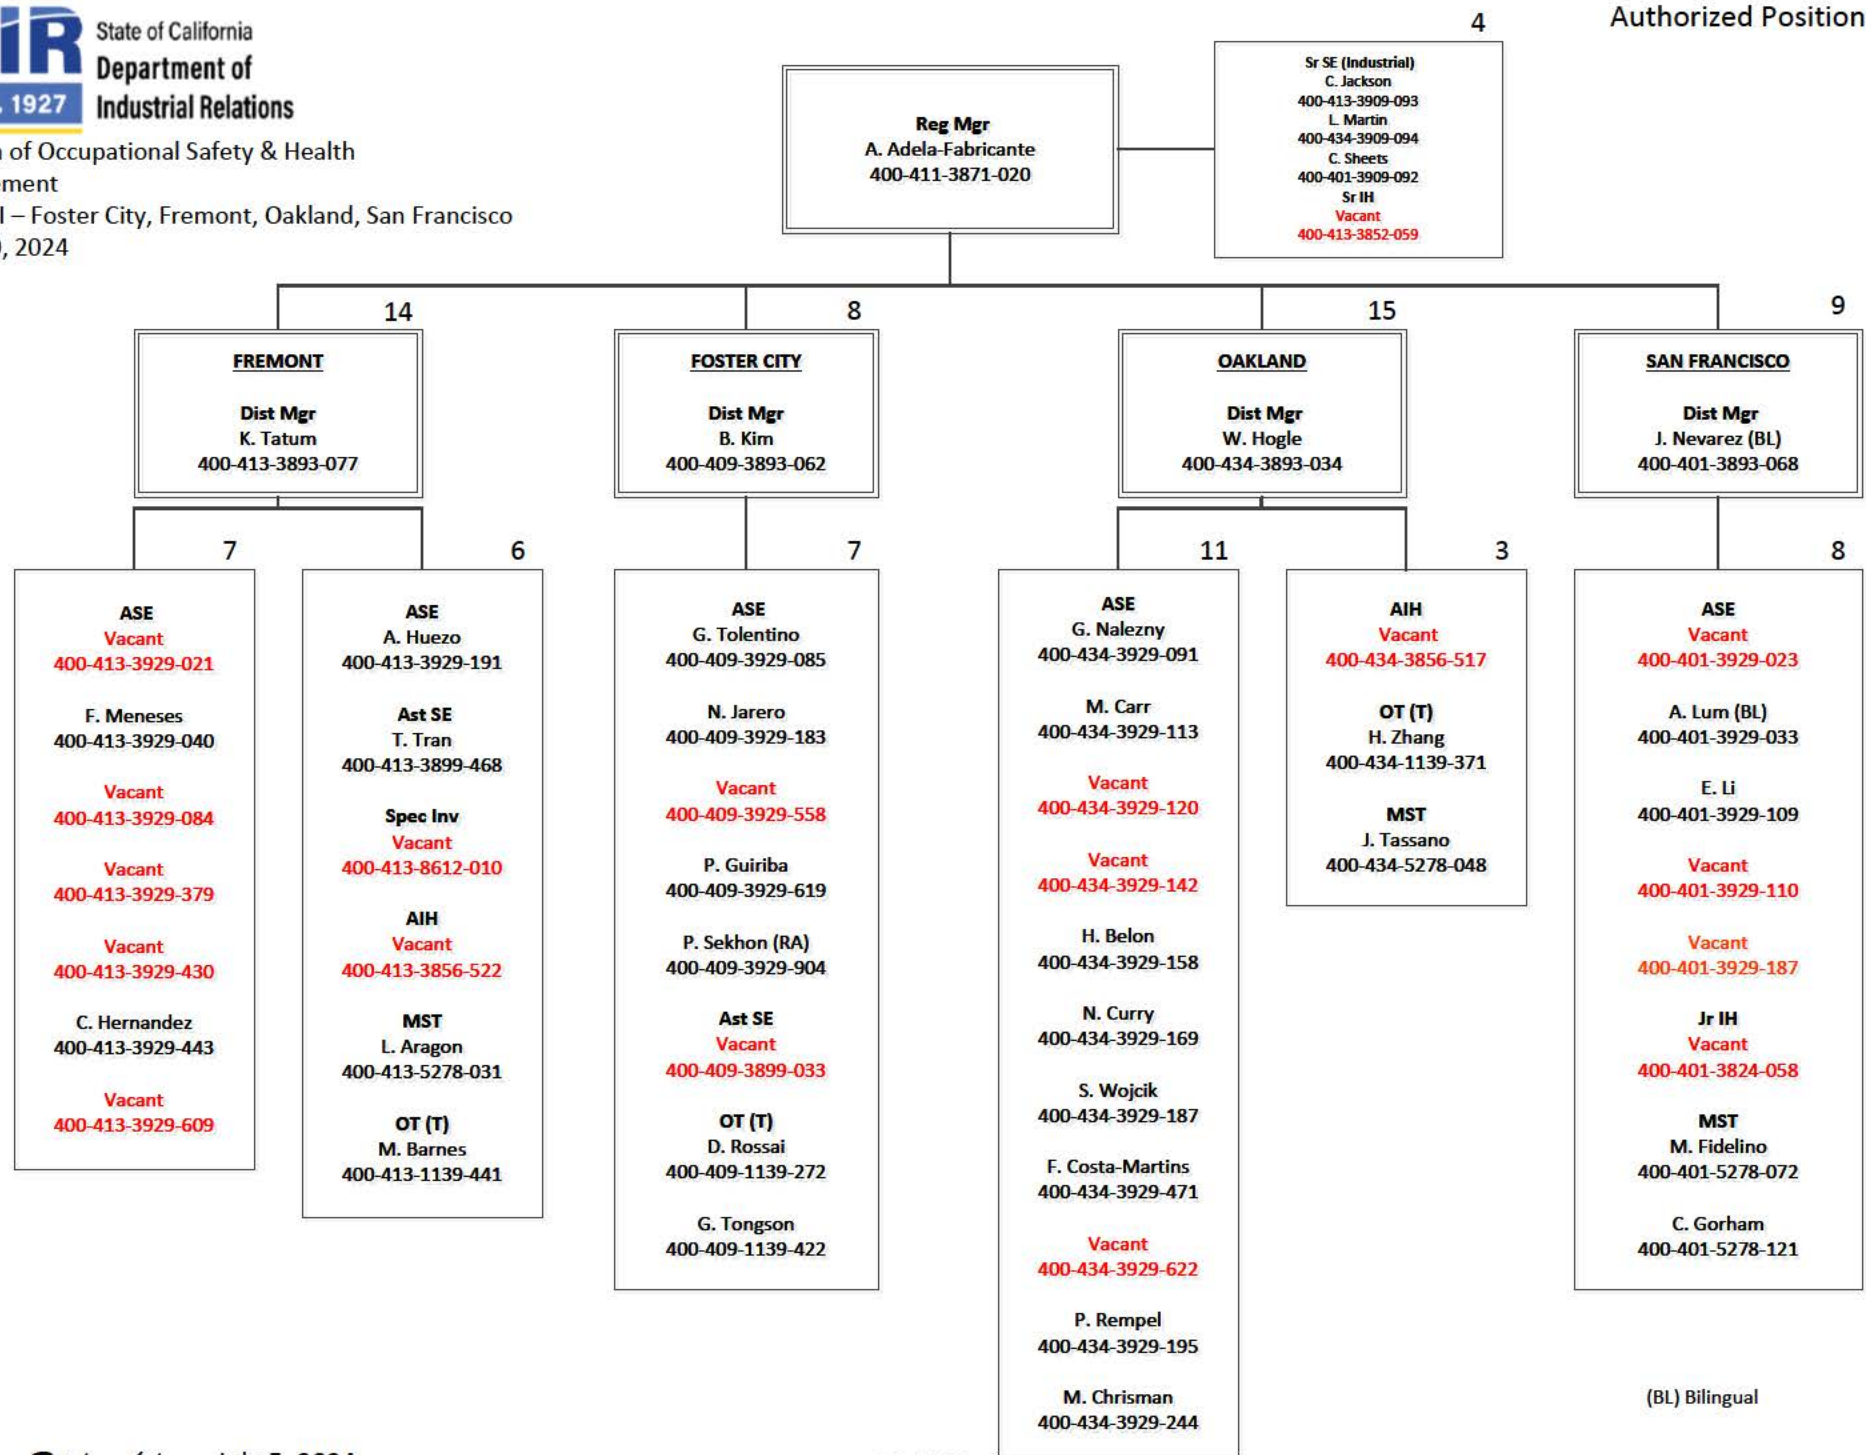 State of California
Department of
Industrial Relations
1927
of Occupational Safety & Health
– Foster City, Fremont, Oakland, San Francisco
, 2024
Authorized Position
4
Reg Mgr
A. Adela-Fabricante
400-411-3871-020
Sr SE (Industrial)
C. Jackson
400-413-3909-093
L. Martin
400-434-3909-094
C. Sheets
400-401-3909-092
Sr IH
Vacant
400-413-3852-059
14
FREMONT
Dist Mgr
K. Tatum
400-413-3893-077
8
FOSTER CITY
Dist Mgr
B. Kim
400-409-3893-062
15
OAKLAND
Dist Mgr
W. Hogle
400-434-3893-034
9
SAN FRANCISCO
Dist Mgr
J. Nevarez (BL)
400-401-3893-068
7
ASE
Vacant
400-413-3929-021
F. Meneses
400-413-3929-040
Vacant
400-413-3929-084
Vacant
400-413-3929-379
Vacant
400-413-3929-430
C. Hernandez
400-413-3929-443
Vacant
400-413-3929-609
6
ASE
A. Huezo
400-413-3929-191
Ast SE
T. Tran
400-413-3899-468
Spec Inv
Vacant
400-413-8612-010
AIH
Vacant
400-413-3856-522
MST
L. Aragon
400-413-5278-031
OT (T)
M. Barnes
400-413-1139-441
7
ASE
G. Tolentino
400-409-3929-085
N. Jarero
400-409-3929-183
Vacant
400-409-3929-558
P. Guiriba
400-409-3929-619
P. Sekhon (RA)
400-409-3929-904
Ast SE
Vacant
400-409-3899-033
OT (T)
D. Rossai
400-409-1139-272
G. Tongson
400-409-1139-422
11
ASE
G. Nalezny
400-434-3929-091
M. Carr
400-434-3929-113
Vacant
400-434-3929-120
Vacant
400-434-3929-142
H. Belon
400-434-3929-158
N. Curry
400-434-3929-169
S. Wojcik
400-434-3929-187
F. Costa-Martins
400-434-3929-471
Vacant
400-434-3929-622
P. Rempel
400-434-3929-195
M. Chrisman
400-434-3929-244
3
AIH
Vacant
400-434-3856-517
OT (T)
H. Zhang
400-434-1139-371
MST
J. Tassano
400-434-5278-048
8
ASE
Vacant
400-401-3929-023
A. Lum (BL)
400-401-3929-033
E. Li
400-401-3929-109
Vacant
400-401-3929-110
Vacant
400-401-3929-187
Jr IH
Vacant
400-401-3824-058
MST
M. Fidelino
400-401-5278-072
C. Gorham
400-401-5278-121
(BL) Bilingual